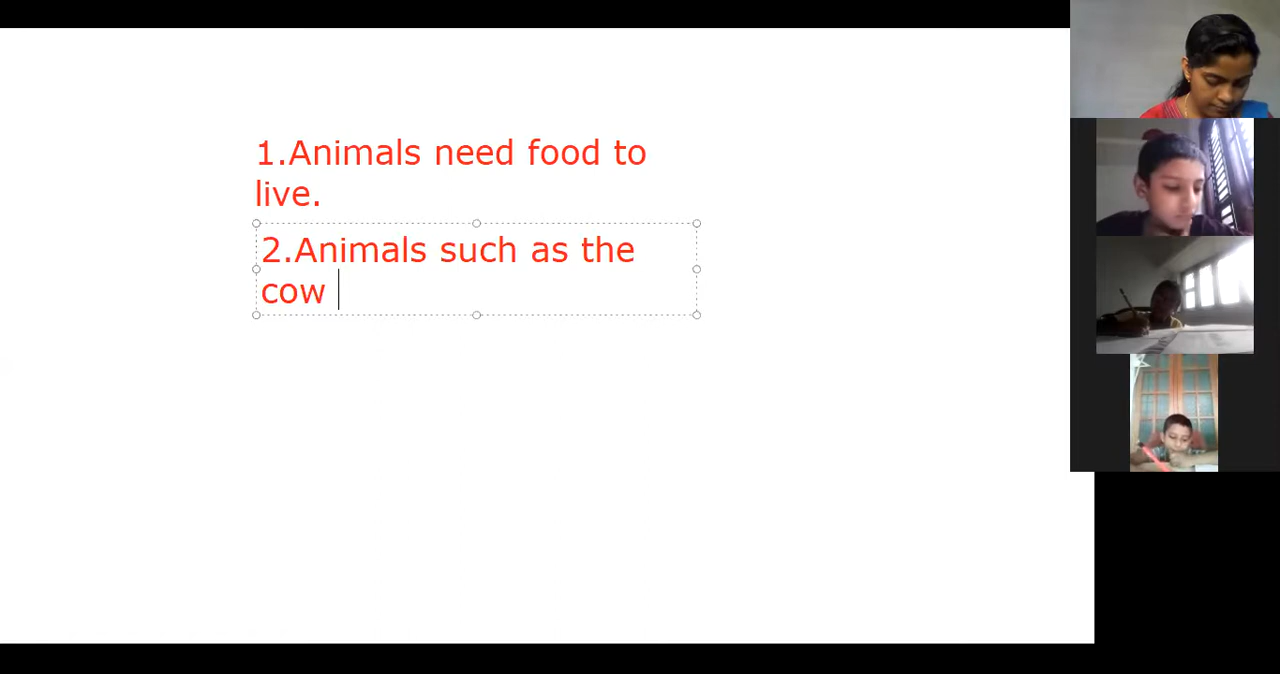 1.Animals need food to
live.
2.Animals such as the
cow